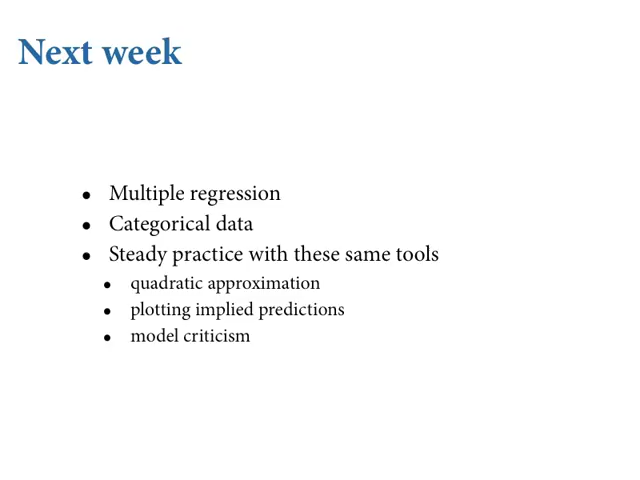 Next week
• Multiple regression
• Categorical data
• Steady practice with these same tools
• quadratic approximation
• plotting implied predictions
• model criticism